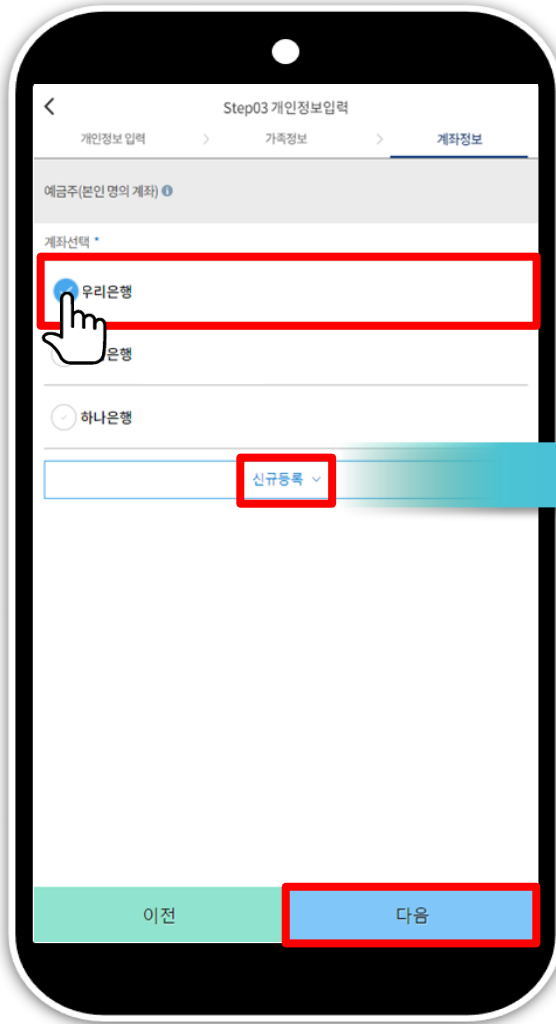 Step03 개인정보입력
개인정보 입력 > 가족정보 > 계좌정보
예금주(본인 명의 계좌)
계좌선택 *
우리은행
은행
하나은행
신규등록
이전 다음